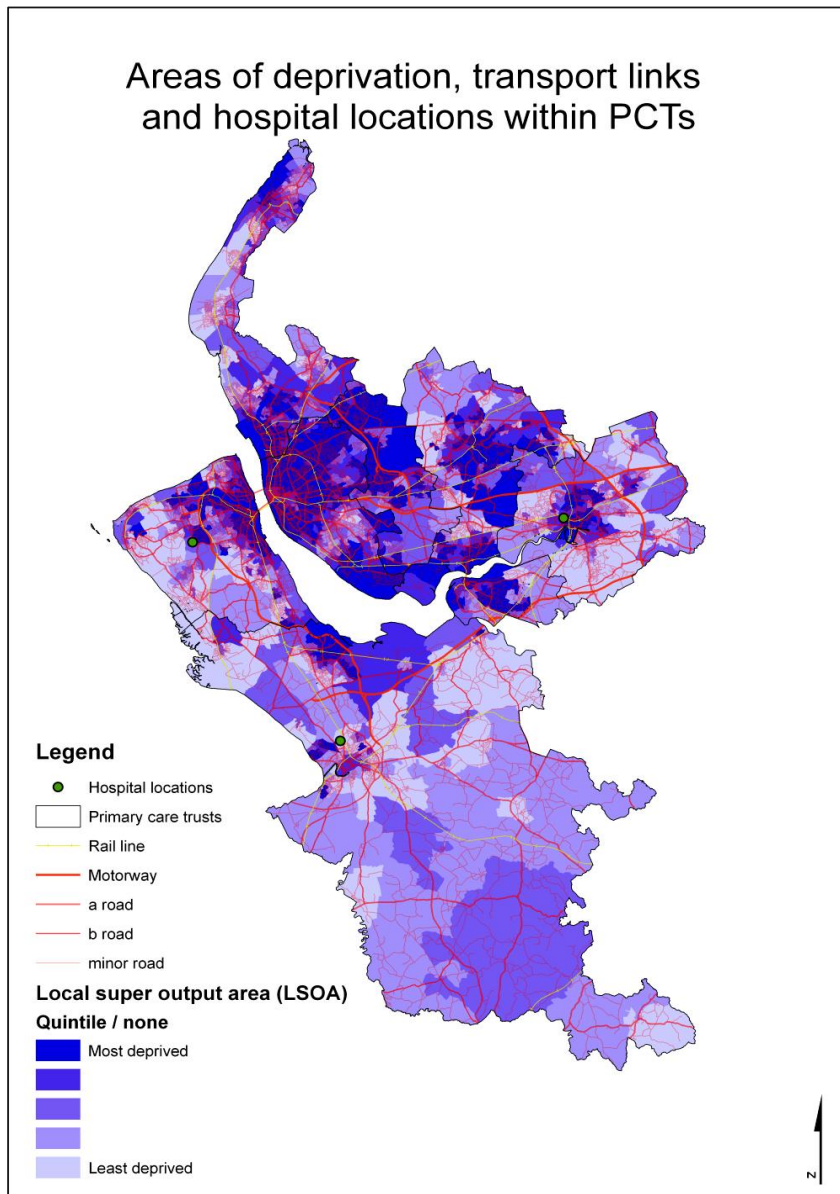 Areas of deprivation, transport links
and hospital locations within PCTs
Legend
Hospital locations
Primary care trusts
Rail line
Motorway
a road
b road
minor road
Local super output area (LSOA)
Quintile / none
Most deprived
Least deprived
N